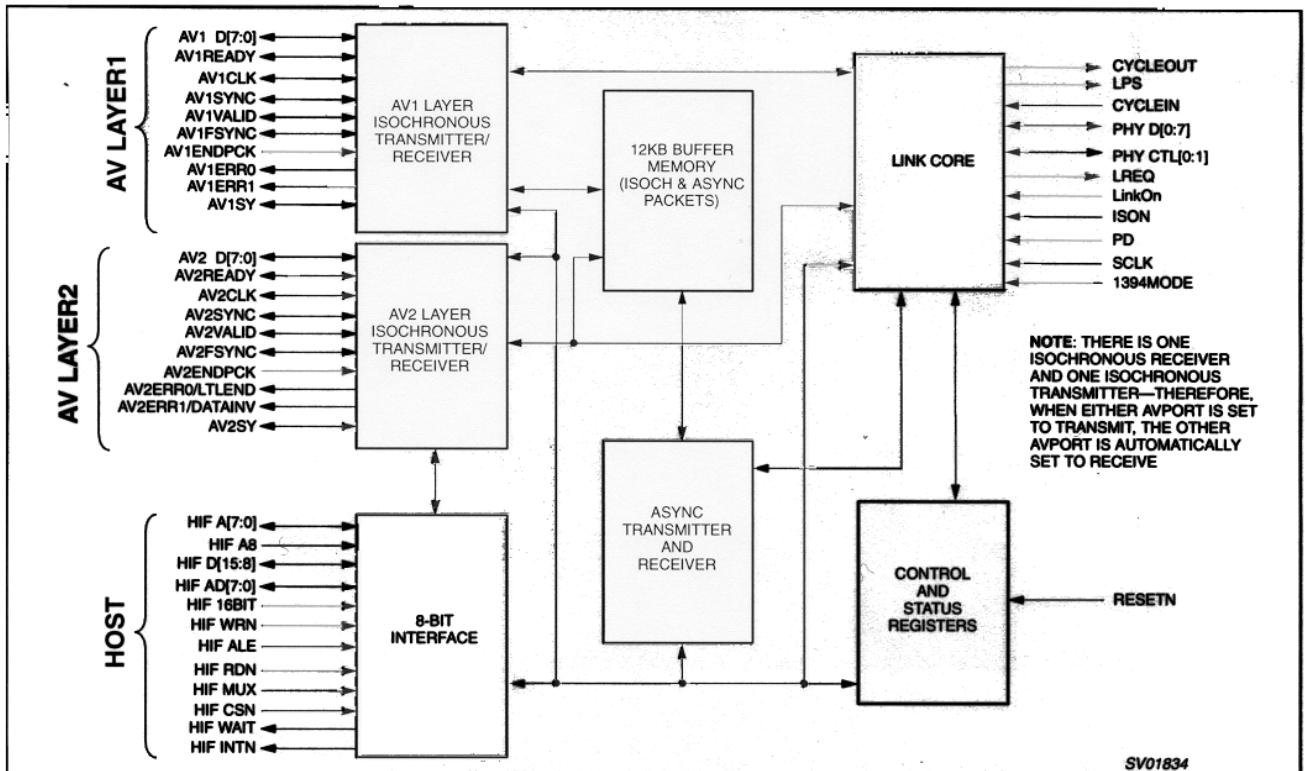 AV LAYER1
AV1 D[7:0]
AV1READY
AV1CLK
AV1SYNC
AV1VALID
AV1FSYNC
AV1ENDPCK
AV1ERR0
AV1ERR1
AV1SY
AV1 LAYER
ISOCHRONOUS
TRANSMITTER/
RECEIVER
AV LAYER2
AV2 D[7:0]
AV2READY
AV2CLK
AV2SYNC
AV2VALID
AV2FSYNC
AV2ENDPCK
AV2ERR0/LTLEND
AV2ERR1/DATAINV
AV2SY
AV2 LAYER
ISOCHRONOUS
TRANSMITTER/
RECEIVER
HOST
HIF A[7:0]
HIF A8
HIF D[15:8]
HIF AD[7:0]
HIF 16BIT
HIF WRN
HIF ALE
HIF RDN
HIF MUX
HIF CSN
HIF WAIT
HIF INTN
8-BIT
INTERFACE
12KB BUFFER
MEMORY
(ISOCH & ASYNC
PACKETS)
ASYNC
TRANSMITTER
AND
RECEIVER
LINK CORE
CYCLEOUT
LPS
CYCLEIN
PHY D[0:7]
PHY CTL[0:1]
LREQ
LinkOn
ISON
PD
SCLK
1394MODE
NOTE: THERE IS ONE
ISOCHRONOUS RECEIVER
AND ONE ISOCHRONOUS
TRANSMITTER—THEREFORE,
WHEN EITHER AVPORT IS SET
TO TRANSMIT, THE OTHER
AVPORT IS AUTOMATICALLY
SET TO RECEIVE
CONTROL
AND
STATUS
REGISTERS
RESETN
SV01834